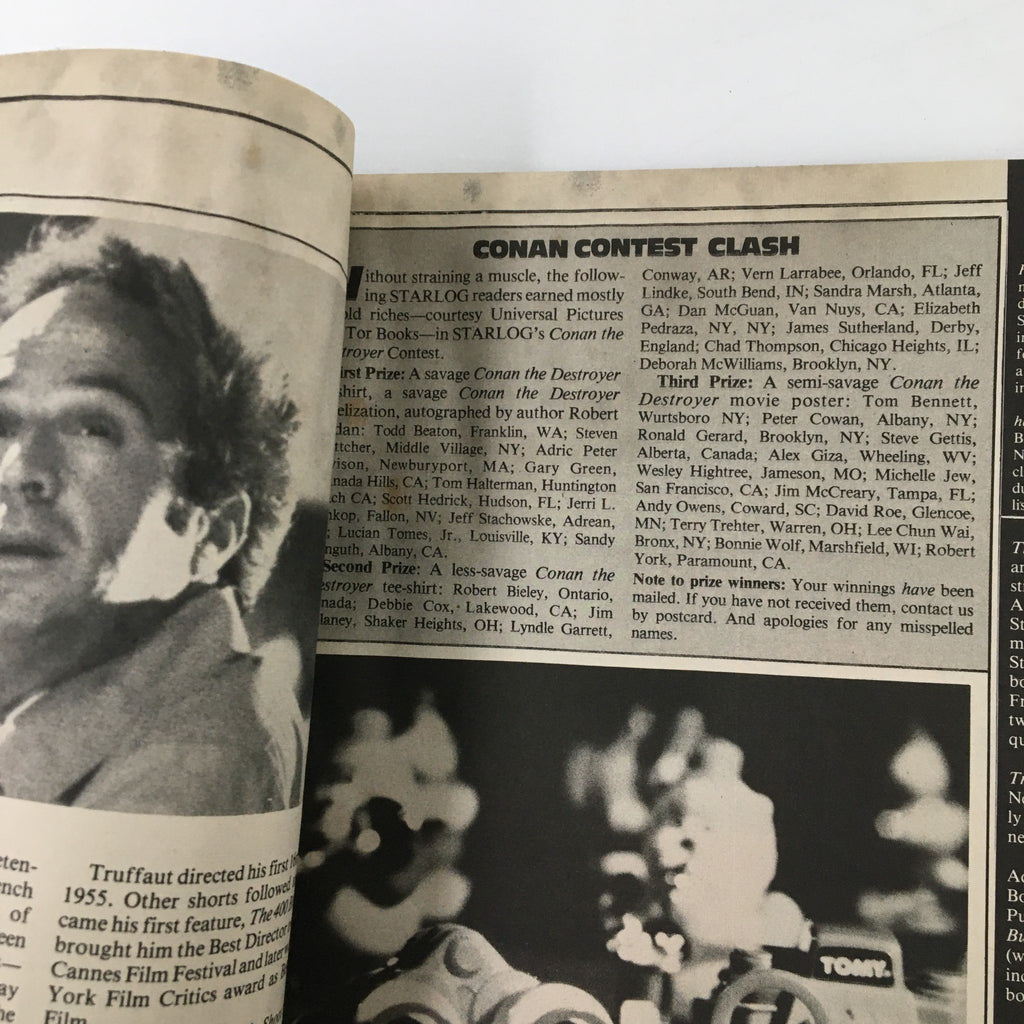 CONAN CONTEST CLASH
ithout straining a muscle, the follow-
ing STARLOG readers earned mostly
old riches—courtesy Universal Pictures
Tor Books—in STARLOG's Conan the
troyer Contest.
irst Prize: A savage Conan the Destroyer
shirt, a savage Conan the Destroyer
elization, autographed by author Robert
dan: Todd Beaton, Franklin, WA; Steven
ttcher, Middle Village, NY; Adric Peter
vison, Newburyport, MA; Gary Green,
nada Hills, CA; Tom Halterman, Huntington
ch CA; Scott Hedrick, Hudson, FL; Jerri L.
nkop, Fallon, NV; Jeff Stachowske, Adrean,
; Lucian Tomes, Jr., Louisville, KY; Sandy
nguth, Albany, CA.
Second Prize: A less-savage Conan the
estroyer tee-shirt: Robert Bieley, Ontario,
nada; Debbie Cox, Lakewood, CA; Jim
laney, Shaker Heights, OH; Lyndle Garrett,
Conway, AR; Vern Larrabee, Orlando, FL; Jeff
Lindke, South Bend, IN; Sandra Marsh, Atlanta,
GA; Dan McGuan, Van Nuys, CA; Elizabeth
Pedraza, NY, NY; James Sutherland, Derby,
England; Chad Thompson, Chicago Heights, IL;
Deborah McWilliams, Brooklyn, NY.
Third Prize: A semi-savage Conan the
Destroyer movie poster: Tom Bennett,
Wurtsboro NY; Peter Cowan, Albany, NY;
Ronald Gerard, Brooklyn, NY; Steve Gettis,
Alberta, Canada; Alex Giza, Wheeling, WV;
Wesley Hightree, Jameson, MO; Michelle Jew,
San Francisco, CA; Jim McCreary, Tampa, FL;
Andy Owens, Coward, SC; David Roe, Glencoe,
MN; Terry Trehter, Warren, OH; Lee Chun Wai,
Bronx, NY; Bonnie Wolf, Marshfield, WI; Robert
York, Paramount, CA.
Note to prize winners: Your winnings have been
mailed. If you have not received them, contact us
by postcard. And apologies for any misspelled
names.
TOMY.
Truffaut directed his first
1955. Other shorts followed
came his first feature, The 400
brought him the Best Director
Cannes Film Festival and later
York Film Critics award as
Film.